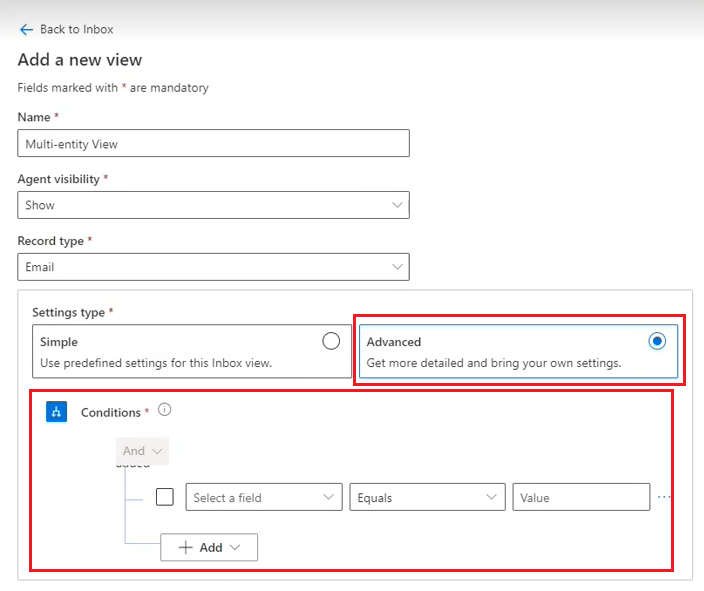 Back to Inbox
Add a new view
Fields marked with * are mandatory
Name *
Multi-entity View
Agent visibility *
Show
Record type *
Email
Settings type *
Simple
Use predefined settings for this Inbox view.
Advanced
Get more detailed and bring your own settings.
Conditions *
And
added
Select a field
Equals
Value
Add